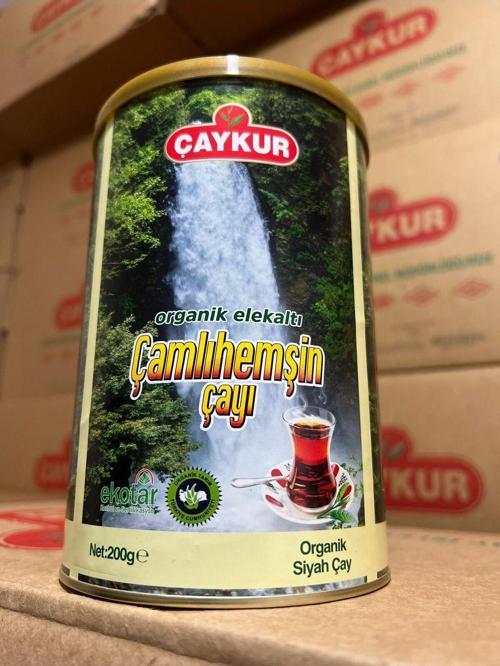 ÇAYKUR
ÇAYKUR
organik elekaltı
Çamlıhemşin
çayı
ÇAYKUR
ekotar
Net:200g℮
Organik
Siyah Çay
ÇAYKUR